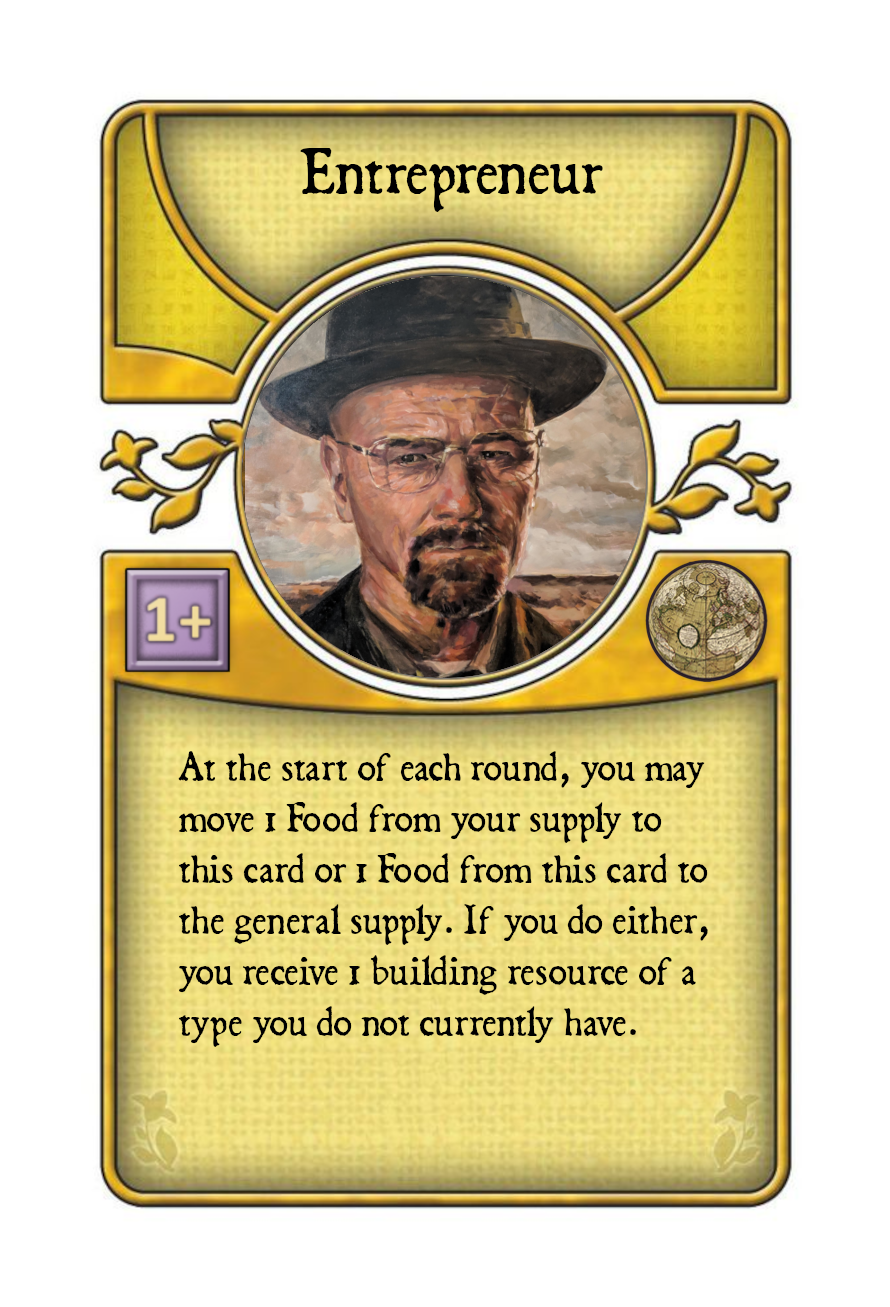 Entrepreneur
1+
At the start of each round, you may
move 1 Food from your supply to
this card or 1 Food from this card to
the general supply. If you do either,
you receive 1 building resource of a
type you do not currently have.